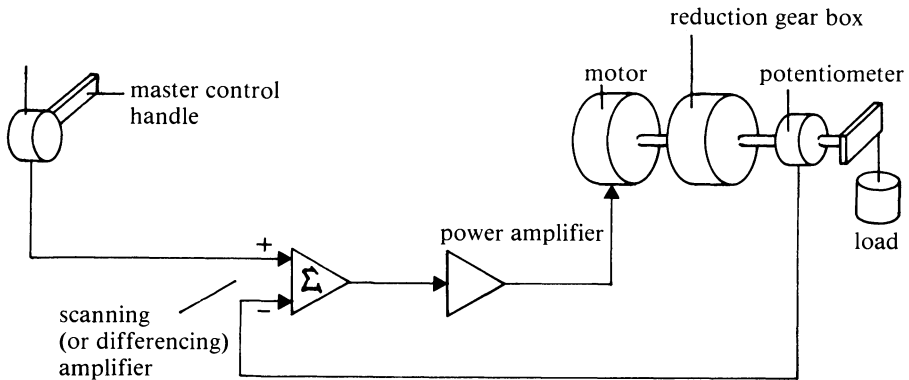 reduction gear box
motor
potentiometer
master control
handle
load
power amplifier
+
Σ
−
scanning
(or differencing)
amplifier